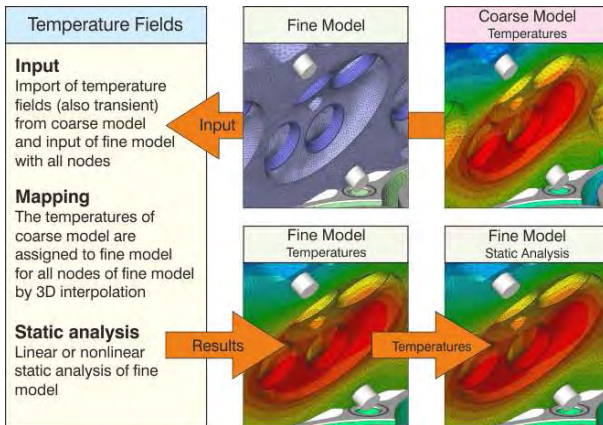 Temperature Fields
Input
Import of temperature
fields (also transient)
from coarse model
and input of fine model
with all nodes
Mapping
The temperatures of
coarse model are
assigned to fine model
for all nodes of fine model
by 3D interpolation
Static analysis
Linear or nonlinear
static analysis of fine
model
Fine Model
Coarse Model
Temperatures
Input
Fine Model
Temperatures
Fine Model
Static Analysis
Results
Temperatures